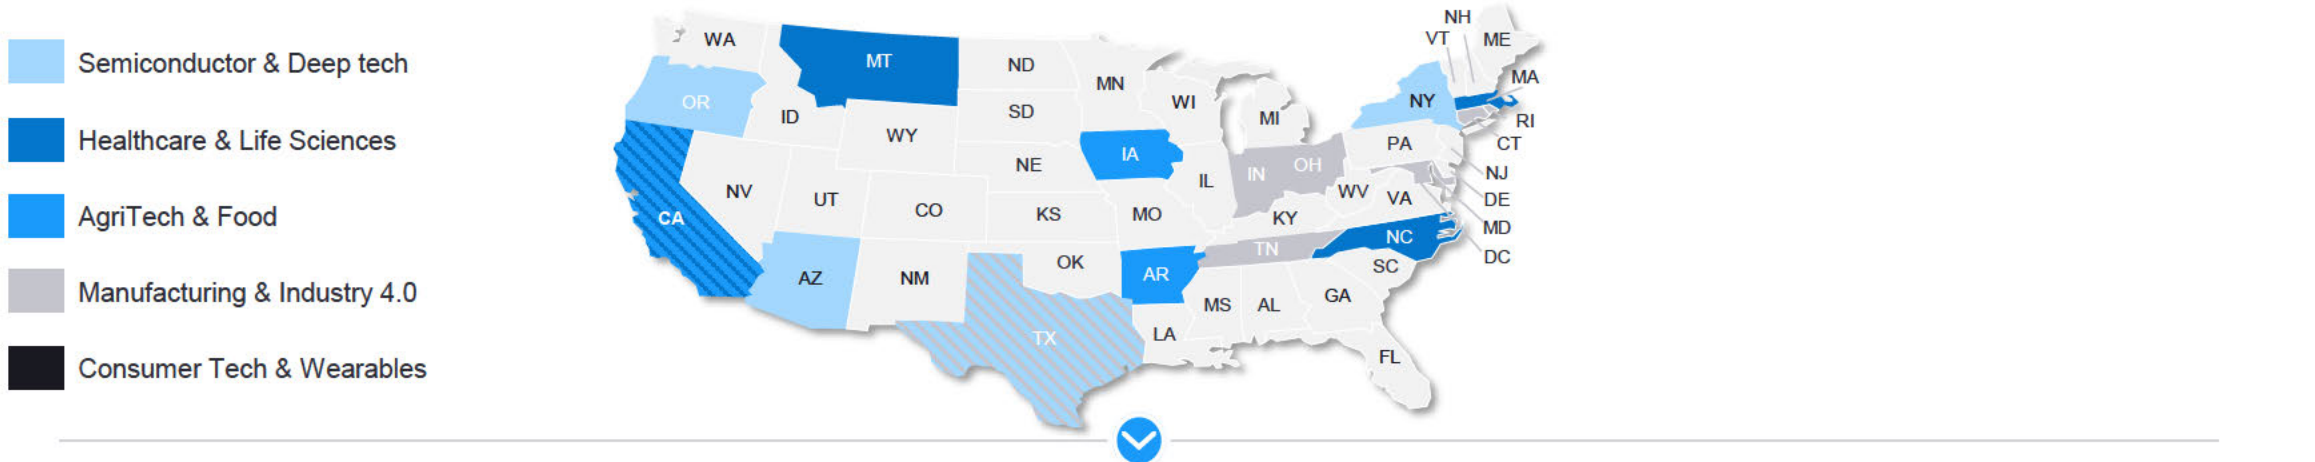 Semiconductor & Deep tech
Healthcare & Life Sciences
AgriTech & Food
Manufacturing & Industry 4.0
Consumer Tech & Wearables
WA
OR
CA
ID
NV
MT
WY
UT
AZ
CO
NM
ND
SD
NE
KS
OK
TX
MN
IA
MO
AR
LA
WI
IL
MI
IN
OH
KY
TN
MS
AL
GA
FL
SC
NC
VA
WV
PA
NY
VT
NH
ME
MA
RI
CT
NJ
DE
MD
DC